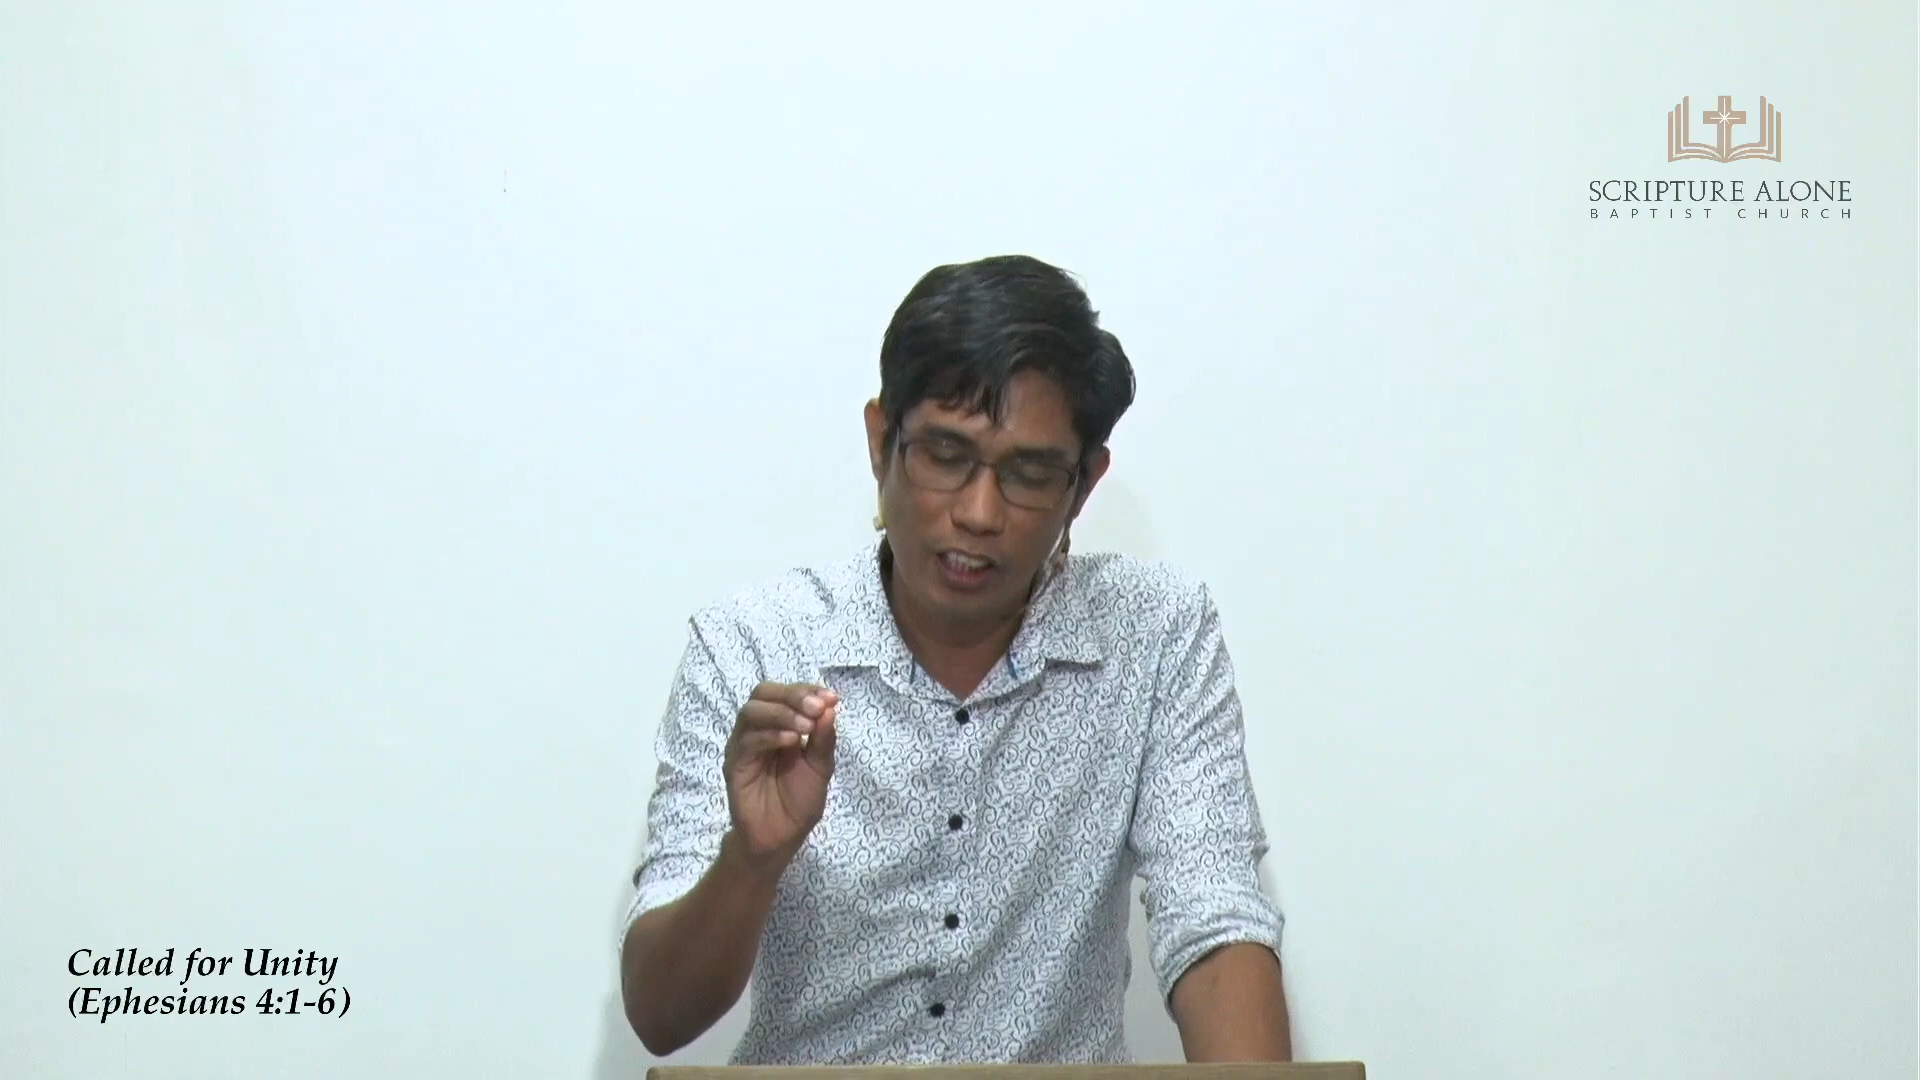 SCRIPTURE ALONE
BAPTIST CHURCH
Called for Unity
(Ephesians 4:1-6)